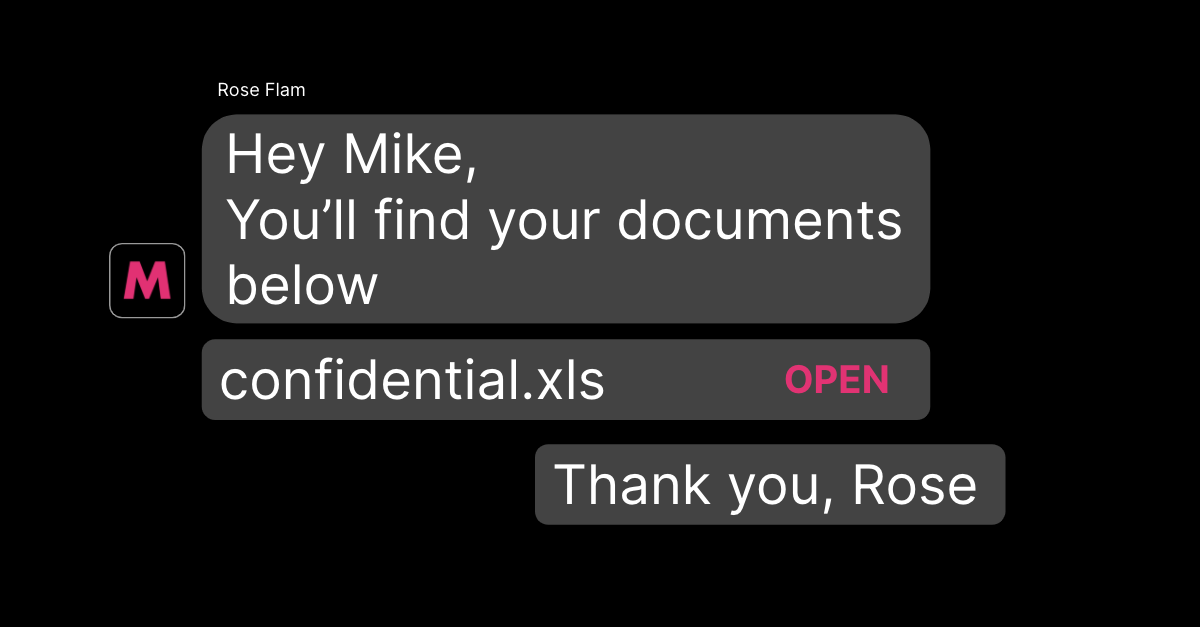 Rose Flam
Hey Mike,
You’ll find your documents
below
M
confidential.xls OPEN
Thank you, Rose